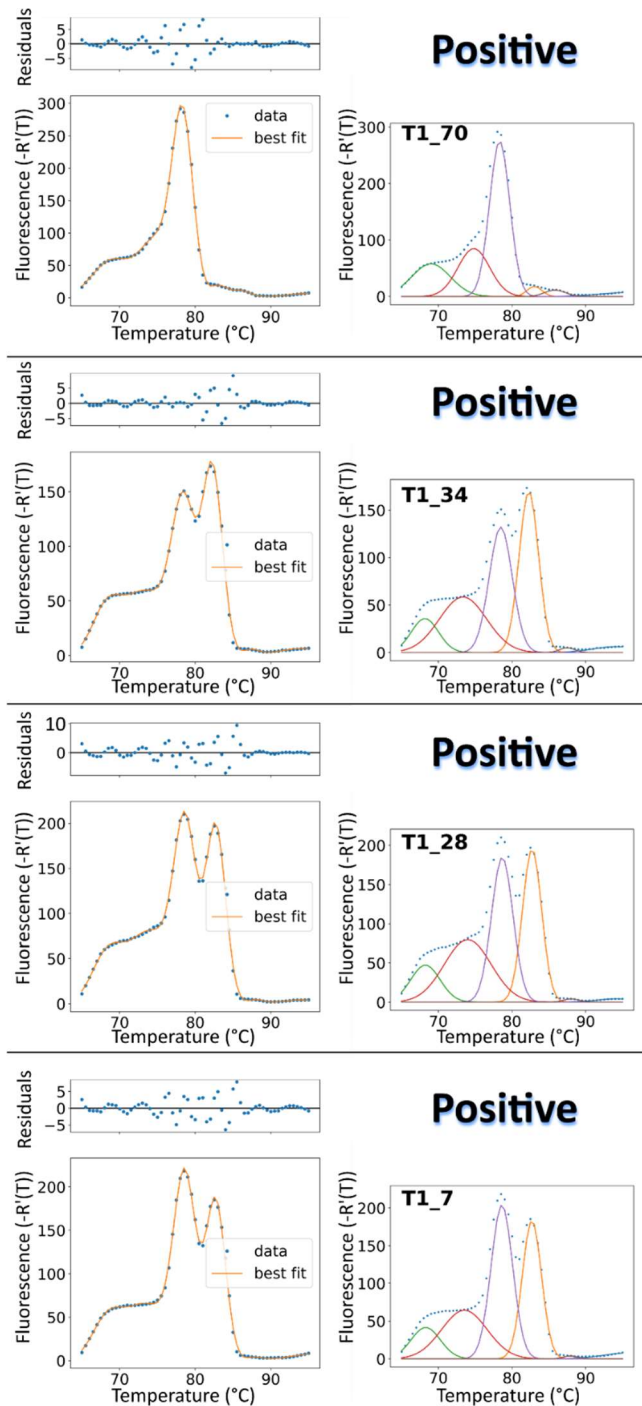 Residuals
5
0
−5
Positive
Fluorescence (-R'(T))
300
250
200
150
100
50
0
data
best fit
70 80 90
Temperature (°C)
T1_70
Fluorescence (-R'(T))
300
200
100
0
70 80 90
Temperature (°C)
Residuals
5
0
−5
Positive
Fluorescence (-R'(T))
150
100
50
0
data
best fit
70 80 90
Temperature (°C)
T1_34
Fluorescence (-R'(T))
150
100
50
0
70 80 90
Temperature (°C)
Residuals
10
0
Positive
Fluorescence (-R'(T))
200
150
100
50
0
data
best fit
70 80 90
Temperature (°C)
T1_28
Fluorescence (-R'(T))
200
150
100
50
0
70 80 90
Temperature (°C)
Residuals
5
0
−5
Positive
Fluorescence (-R'(T))
200
150
100
50
0
data
best fit
70 80 90
Temperature (°C)
T1_7
Fluorescence (-R'(T))
200
150
100
50
0
70 80 90
Temperature (°C)